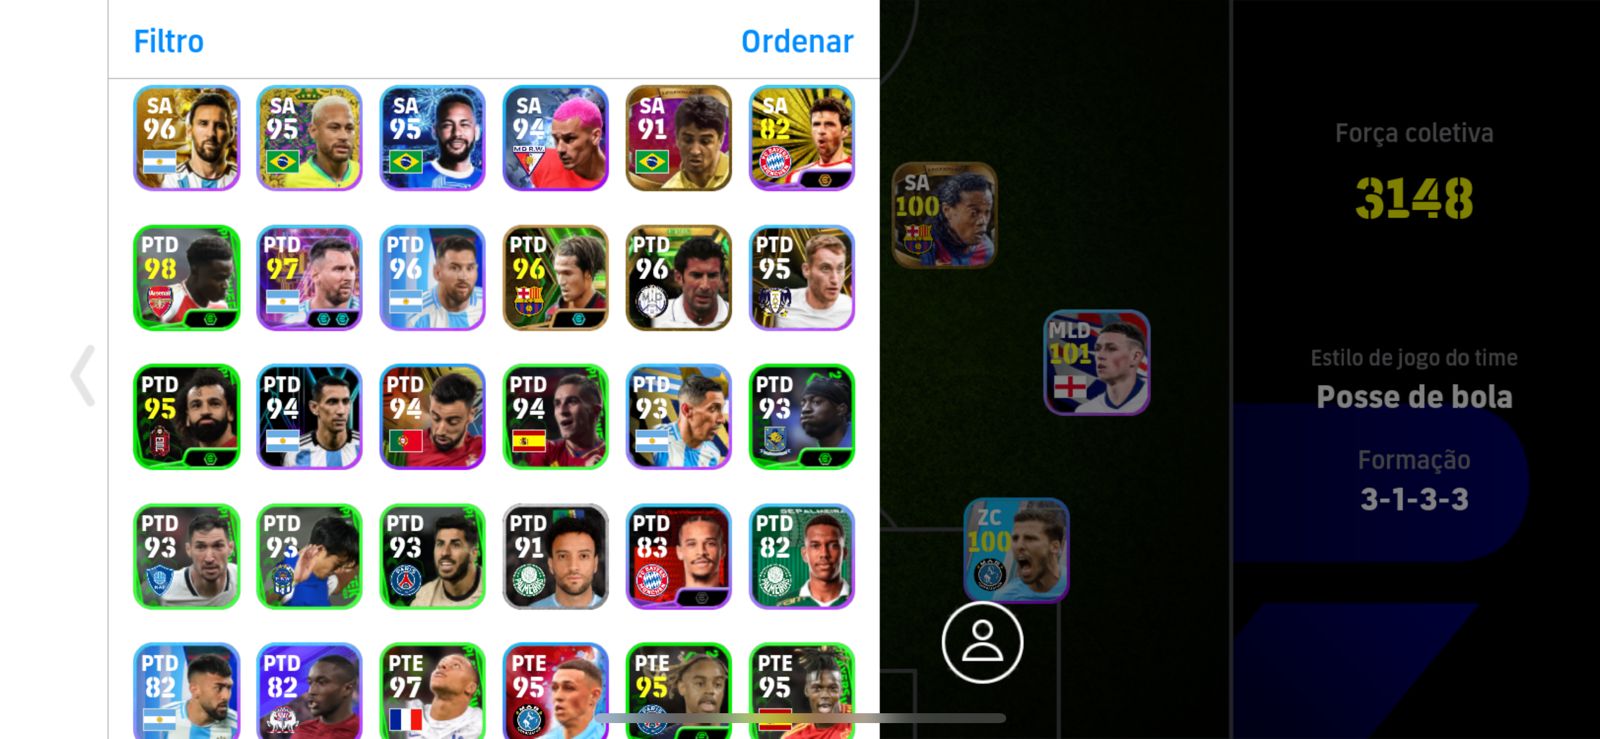 Filtro
Ordenar
SA 96
SA 95
SA 95
SA 94
MD R.W.
SA 91
SA 82
PTD 98
Arsenal
PTD 97
PTD 96
PTD 96
PTD 96
PTD 95
PTD 95
PTD 94
PTD 94
PTD 94
PTD 93
PTD 93
PTD 93
PTD 93
PTD 93
PTD 91
PTD 83
PTD 82
PTD 82
PTD 82
PTE 97
PTE 95
PTE 95
PTE 95
SA 100
MLD 101
ZC 100
Força coletiva
3148
Estilo de jogo do time
Posse de bola
Formação
3-1-3-3